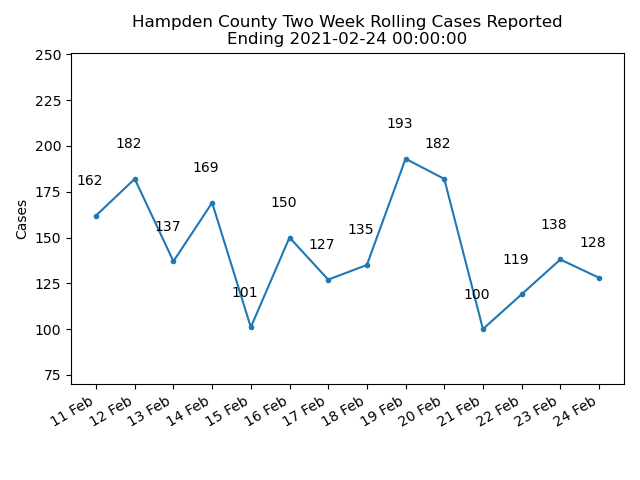 Hampden County Two Week Rolling Cases Reported
Ending 2021-02-24 00:00:00
250
225
200
175
150
125
100
75
Cases
162
182
137
169
101
150
127
135
193
182
100
119
138
128
11 Feb
12 Feb
13 Feb
14 Feb
15 Feb
16 Feb
17 Feb
18 Feb
19 Feb
20 Feb
21 Feb
22 Feb
23 Feb
24 Feb